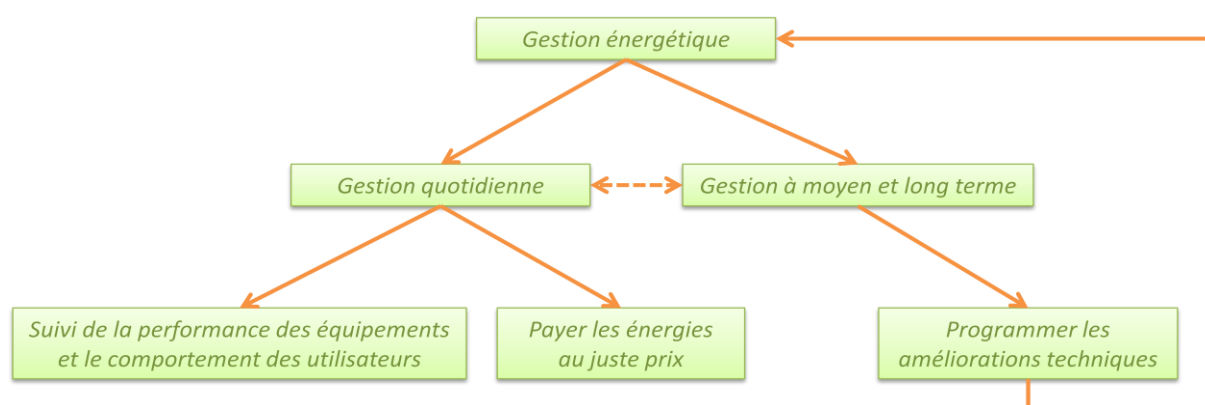 Gestion énergétique
Gestion quotidienne
Gestion à moyen et long terme
Suivi de la performance des équipements
et le comportement des utilisateurs
Payer les énergies
au juste prix
Programmer les
améliorations techniques